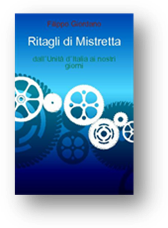 Ritagli di Mistretta
dall'Unità d'Italia ai nostri
giorni